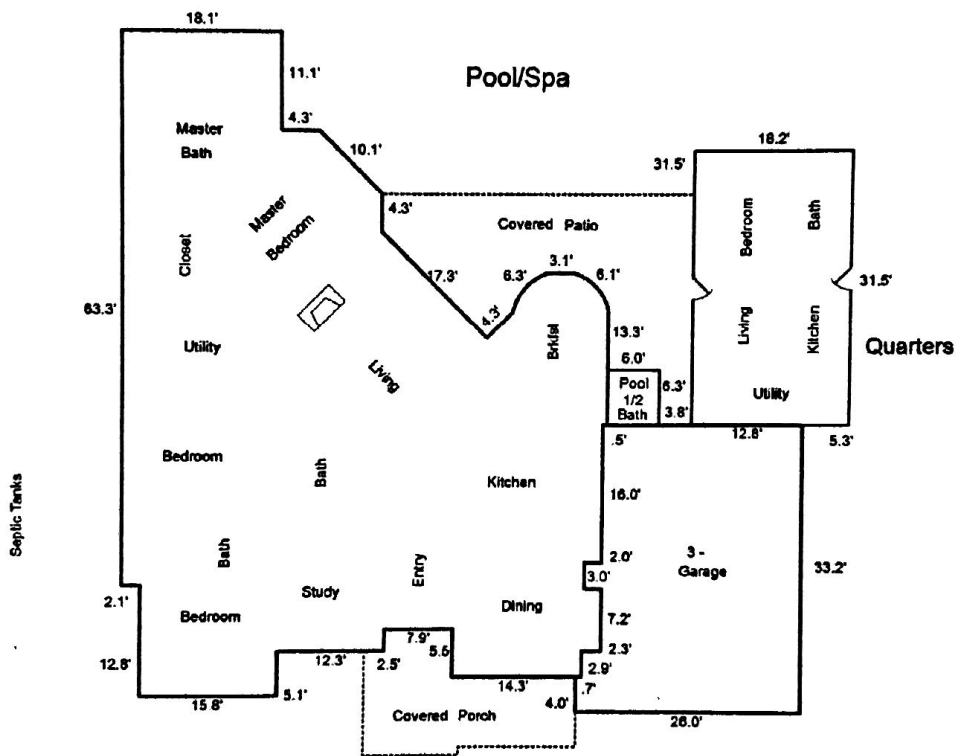 18.1'
11.1'
Pool/Spa
4.3'
Master
Bath
10.1'
18.2'
31.5'
4.3'
Covered Patio
Master
Bedroom
Closet
Bedroom
Bath
3.1'
6.3'
6.1'
17.3'
31.5'
63.3'
4.3'
Brkfst
13.3'
Living
Kitchen
Quarters
Utility
6.0'
Pool
1/2
Bath
6.3'
3.8'
Living
Utility
12.8'
5.3'
.5'
Bedroom
Bath
Kitchen
16.0'
Septic Tanks
Bath
Entry
2.0'
3 -
Garage
33.2'
3.0'
2.1'
Bedroom
Study
Dining
7.2'
7.9'
5.5
2.3'
12.3'
2.5'
2.9'
12.8'
15.8'
5.1'
14.3'
.7'
4.0'
Covered Porch
26.0'